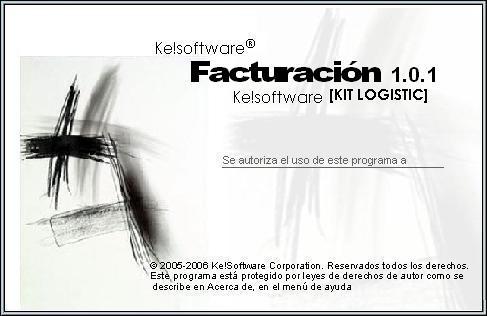 Kelsoftware®
Facturación 1.0.1
Kelsoftware [KIT LOGISTIC]
Se autoriza el uso de este programa a
© 2005-2006 Ke!Software Corporation. Reservados todos los derechos.
Este programa está protegido por leyes de derechos de autor como se
describe en Acerca de, en el menú de ayuda